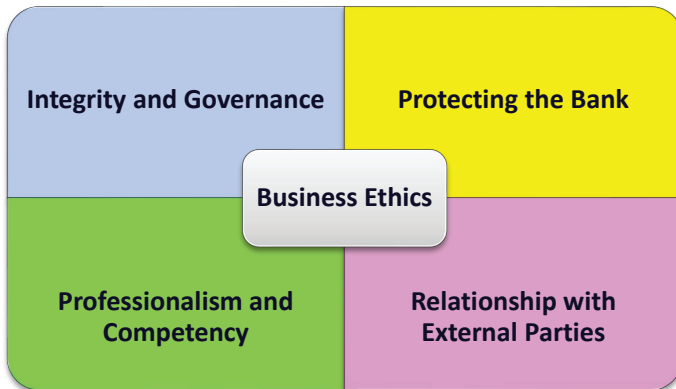 Integrity and Governance
Protecting the Bank
Business Ethics
Professionalism and
Competency
Relationship with
External Parties